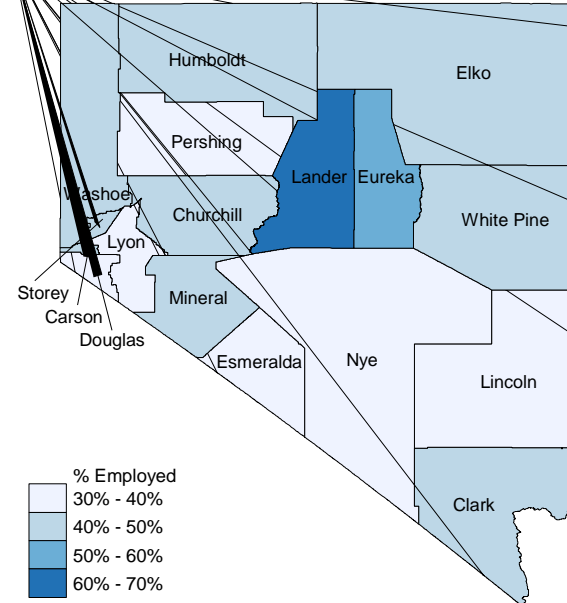 Humboldt
Elko
Pershing
Lander
Eureka
Washoe
Churchill
White Pine
Lyon
Storey
Carson
Douglas
Mineral
Esmeralda
Nye
Lincoln
Clark
% Employed
30% - 40%
40% - 50%
50% - 60%
60% - 70%